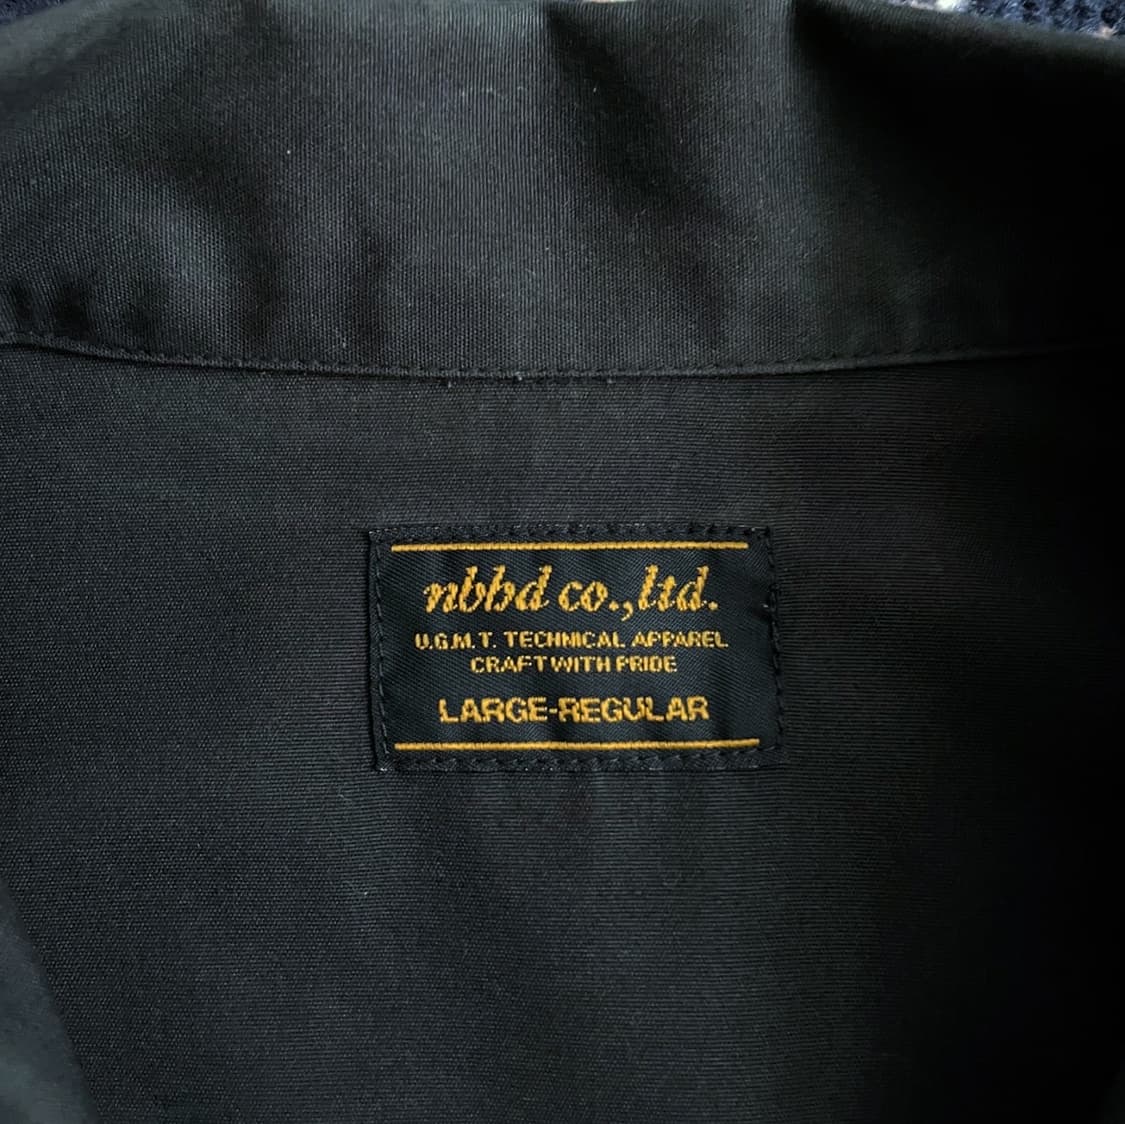 nbbd co.,ltd.
U.G.M.T. TECHNICAL APPAREL
CRAFT WITH PRIDE
LARGE-REGULAR